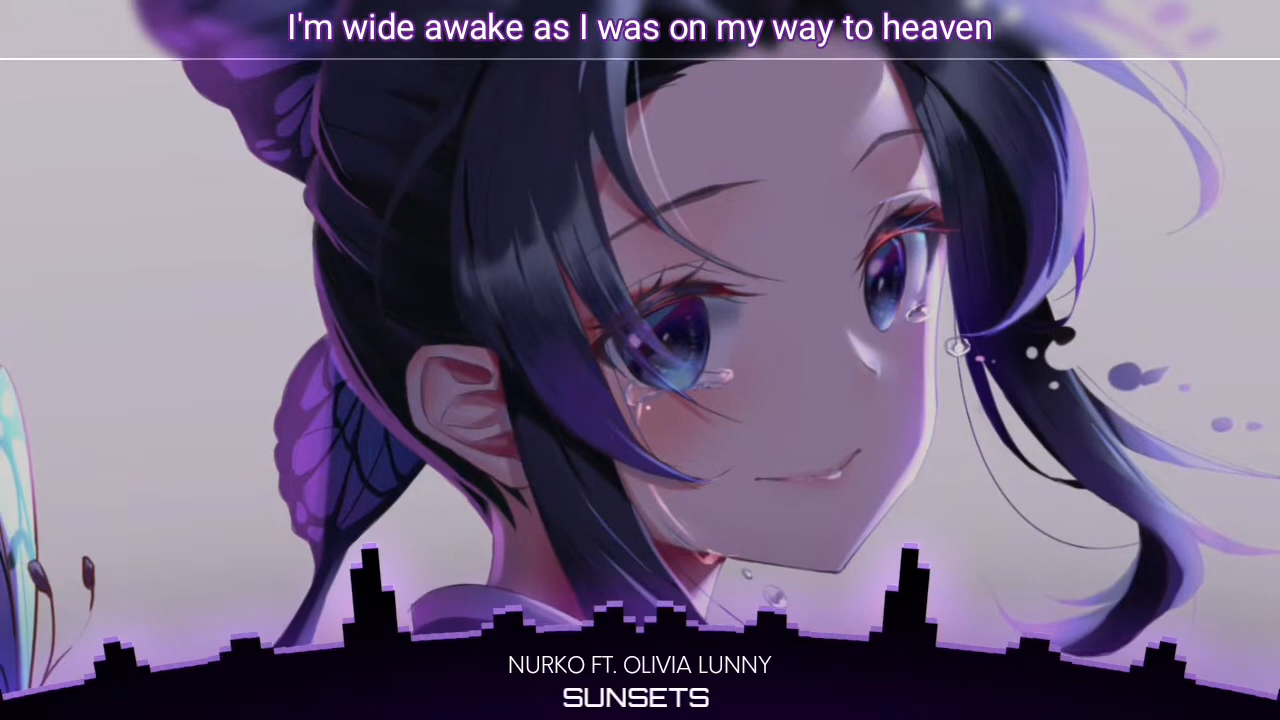 I'm wide awake as I was on my way to heaven
NURKO FT. OLIVIA LUNNY
SUNSETS